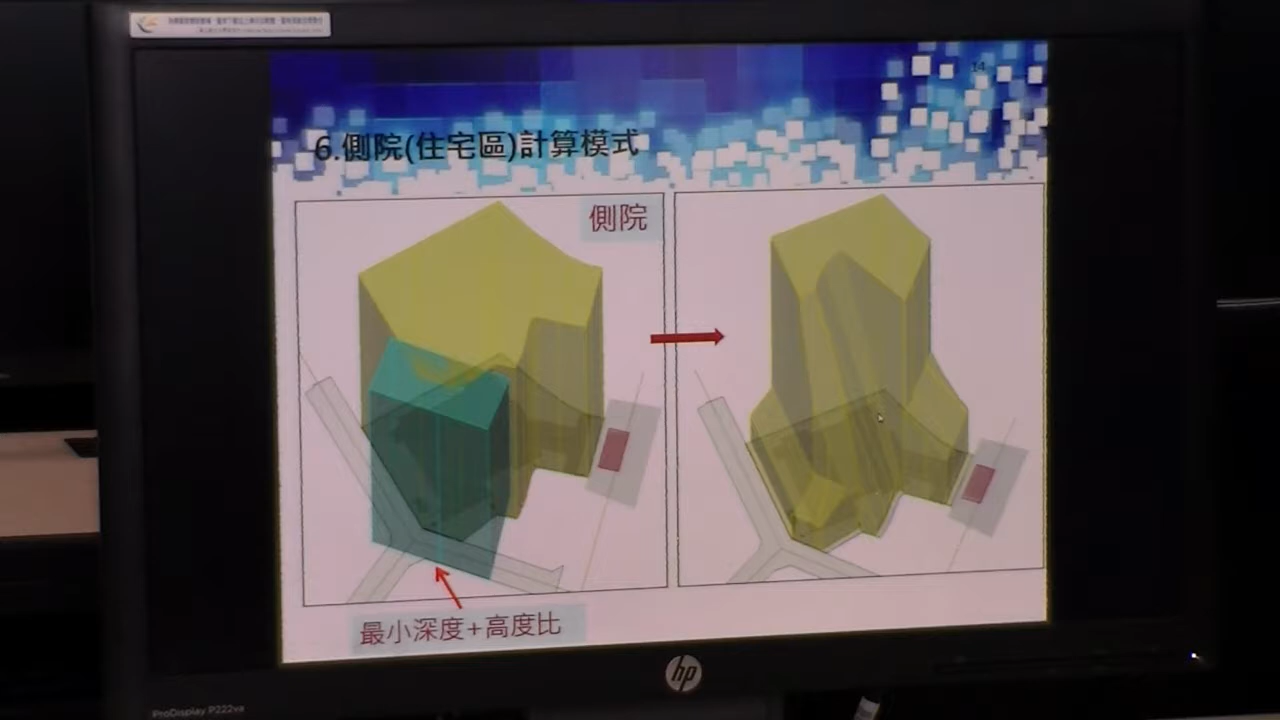 14
6.側院(住宅區)計算模式
側院
最小深度+高度比
hp
ProDisplay P222va